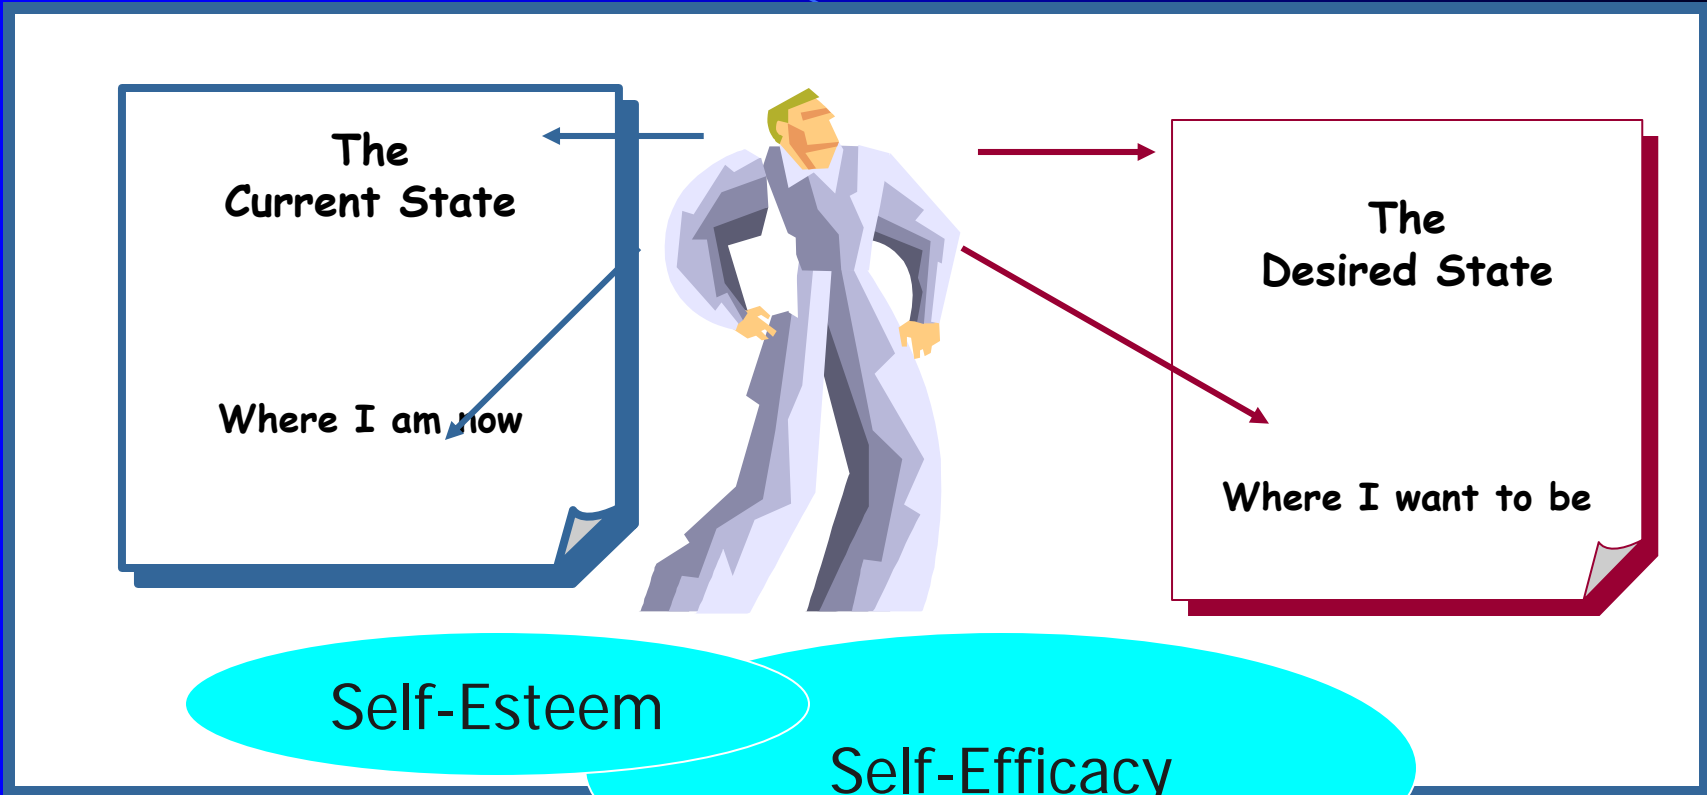 The
Current State
Where I am now
The
Desired State
Where I want to be
Self-Esteem
Self-Efficacy